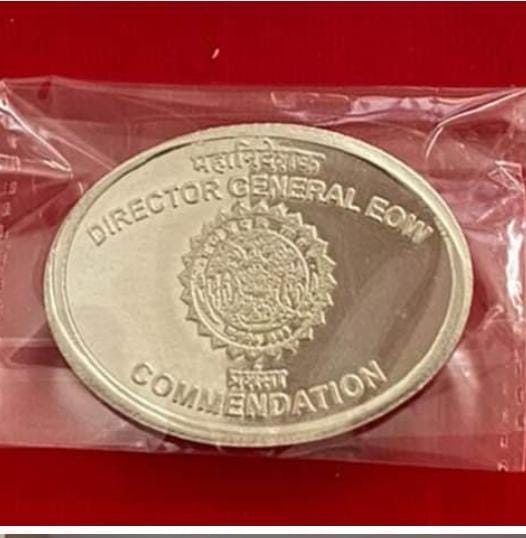 महानिदेशक
DIRECTOR GENERAL EOW
प्रशंसा
COMMENDATION